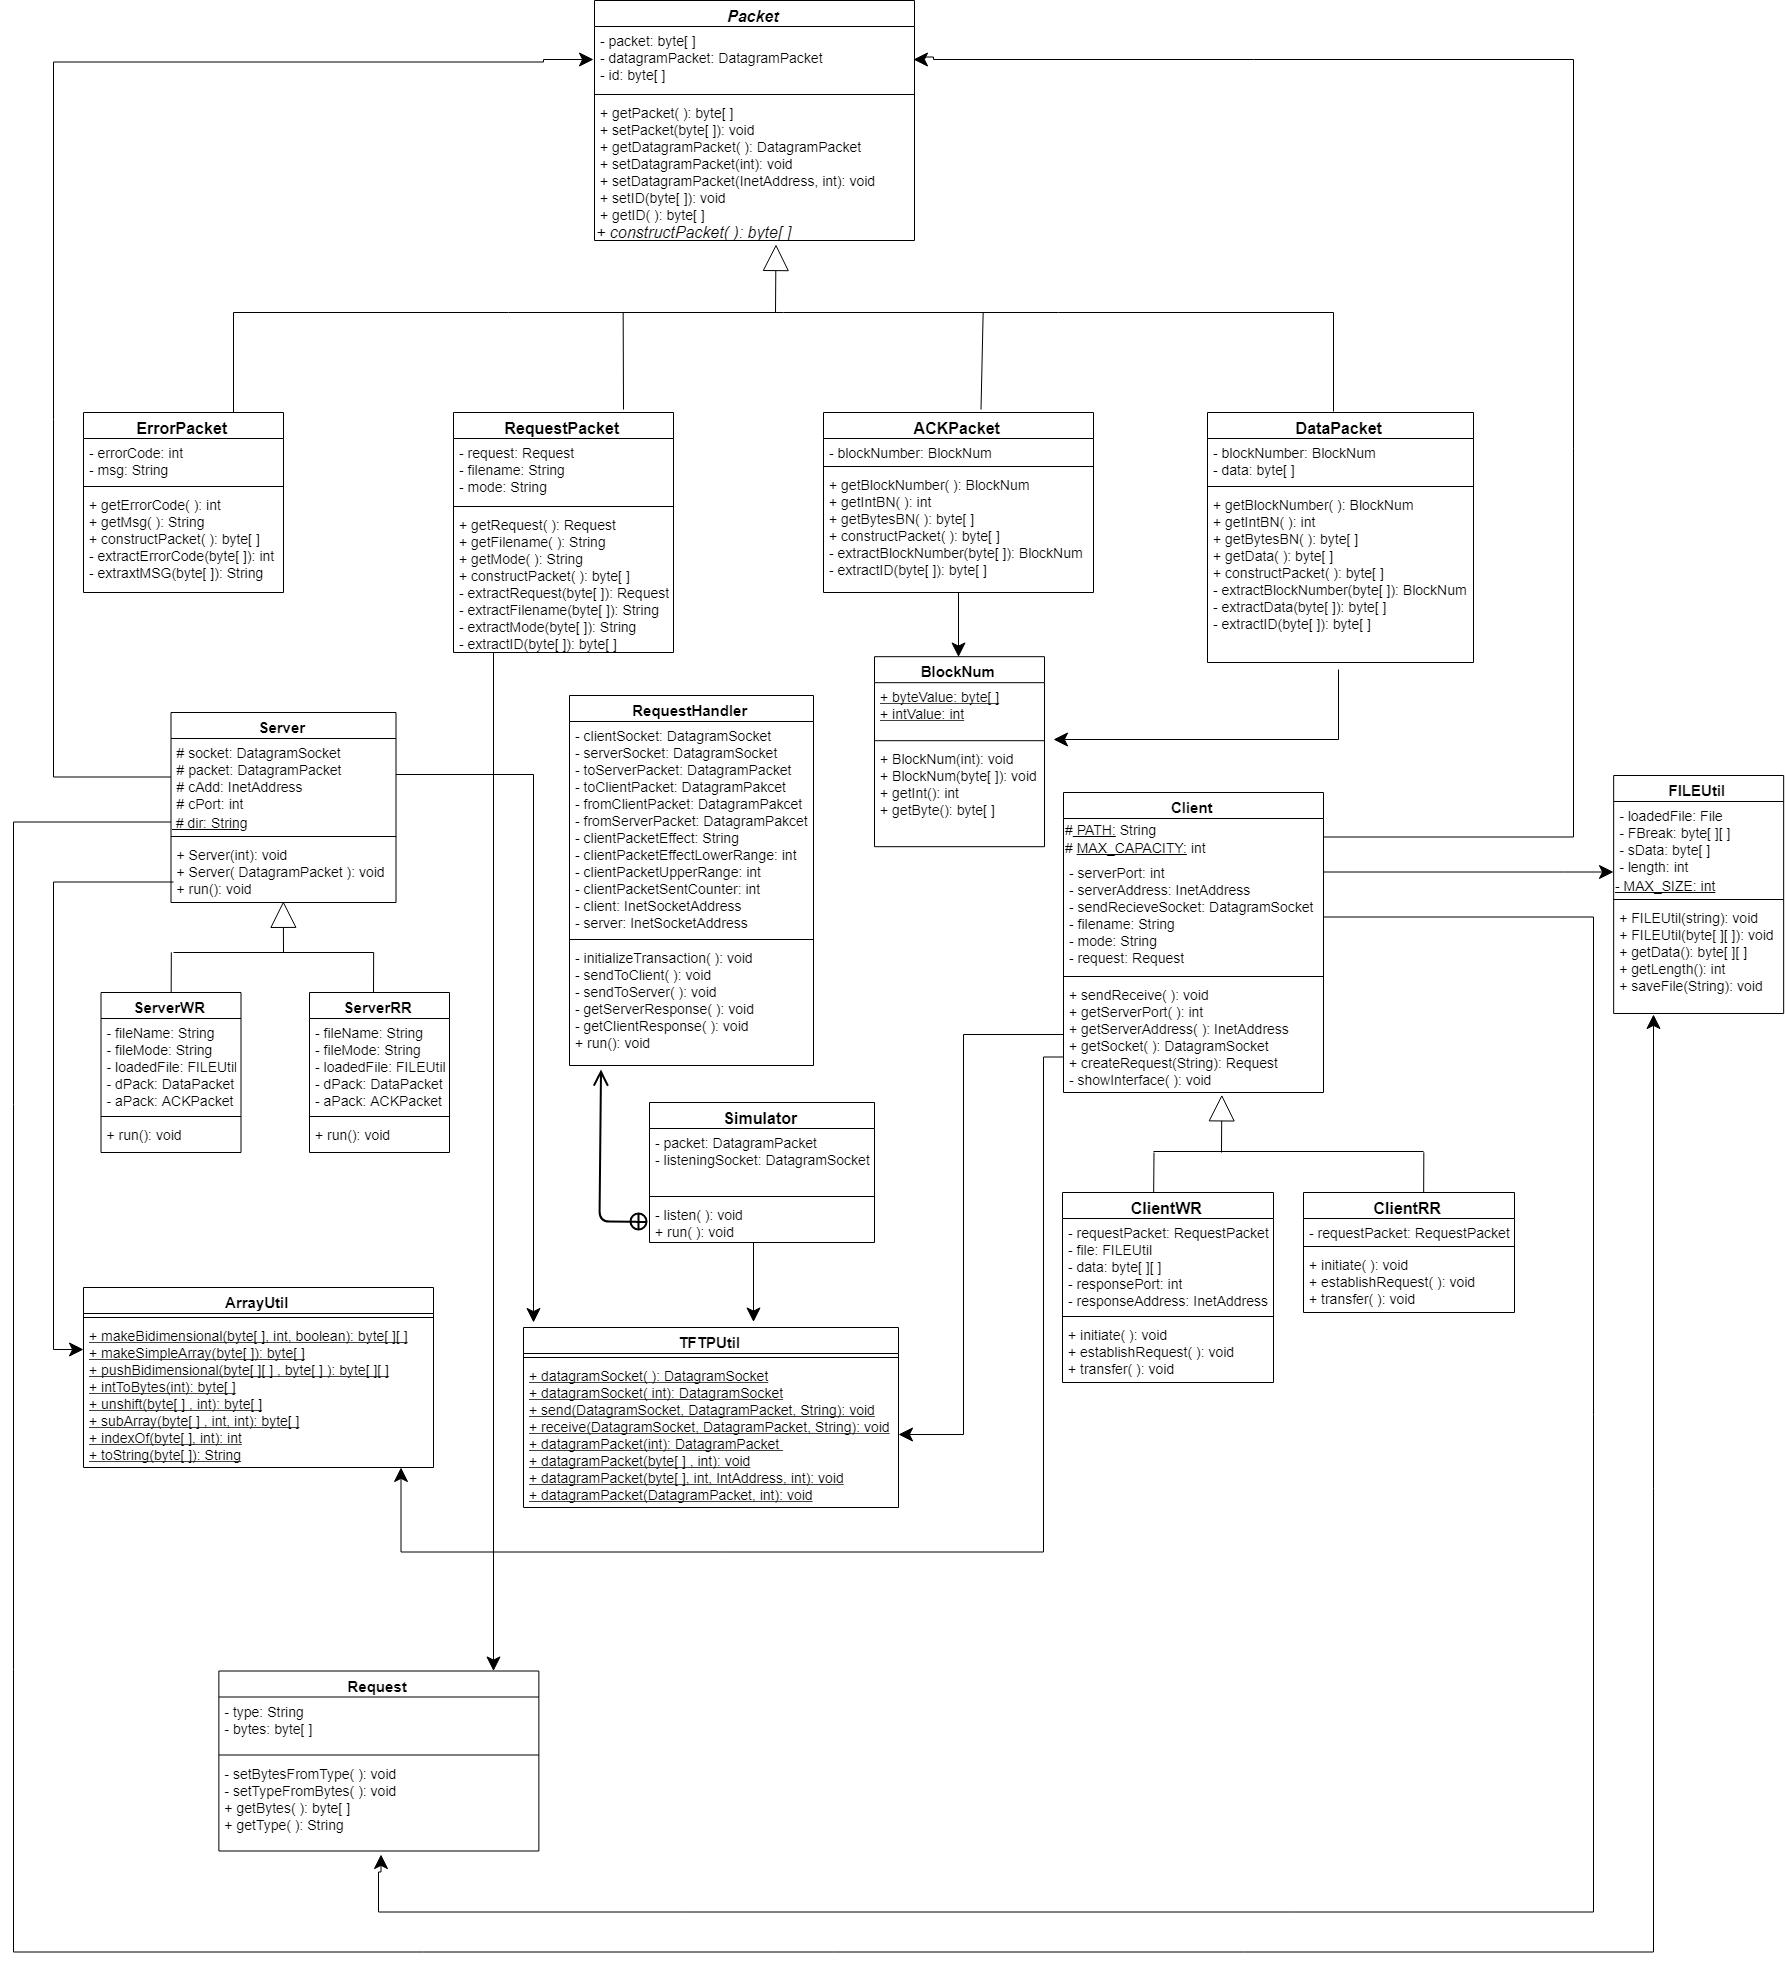 Packet
- packet: byte[ ]
- datagramPacket: DatagramPacket
- id: byte[ ]
+ getPacket( ): byte[ ]
+ setPacket(byte[ ]): void
+ getDatagramPacket( ): DatagramPacket
+ setDatagramPacket(int): void
+ setDatagramPacket(InetAddress, int): void
+ setID(byte[ ]): void
+ getID( ): byte[ ]
+ constructPacket( ): byte[ ]
ErrorPacket
- errorCode: int
- msg: String
+ getErrorCode( ): int
+ getMsg( ): String
+ constructPacket( ): byte[ ]
- extractErrorCode(byte[ ]): int
- extraxtMSG(byte[ ]): String
RequestPacket
- request: Request
- filename: String
- mode: String
+ getRequest( ): Request
+ getFilename( ): String
+ getMode( ): String
+ constructPacket( ): byte[ ]
- extractRequest(byte[ ]): Request
- extractFilename(byte[ ]): String
- extractMode(byte[ ]): String
- extractID(byte[ ]): byte[ ]
ACKPacket
- blockNumber: BlockNum
+ getBlockNumber( ): BlockNum
+ getIntBN( ): int
+ getBytesBN( ): byte[ ]
+ constructPacket( ): byte[ ]
- extractBlockNumber(byte[ ]): BlockNum
- extractID(byte[ ]): byte[ ]
DataPacket
- blockNumber: BlockNum
- data: byte[ ]
+ getBlockNumber( ): BlockNum
+ getIntBN( ): int
+ getBytesBN( ): byte[ ]
+ getData( ): byte[ ]
+ constructPacket( ): byte[ ]
- extractBlockNumber(byte[ ]): BlockNum
- extractData(byte[ ]): byte[ ]
- extractID(byte[ ]): byte[ ]
BlockNum
+ byteValue: byte[ ]
+ intValue: int
+ BlockNum(int): void
+ BlockNum(byte[ ]): void
+ getInt(): int
+ getByte(): byte[ ]
Server
# socket: DatagramSocket
# packet: DatagramPacket
# cAdd: InetAddress
# cPort: int
# dir: String
+ Server(int): void
+ Server( DatagramPacket ): void
+ run(): void
RequestHandler
- clientSocket: DatagramSocket
- serverSocket: DatagramSocket
- toServerPacket: DatagramPacket
- toClientPacket: DatagramPakcet
- fromClientPacket: DatagramPakcet
- fromServerPacket: DatagramPakcet
- clientPacketEffect: String
- clientPacketEffectLowerRange: int
- clientPacketUpperRange: int
- clientPacketSentCounter: int
- client: InetSocketAddress
- server: InetSocketAddress
- initializeTransaction( ): void
- sendToClient( ): void
- sendToServer( ): void
- getServerResponse( ): void
- getClientResponse( ): void
+ run(): void
Client
# PATH: String
# MAX_CAPACITY: int
- serverPort: int
- serverAddress: InetAddress
- sendRecieveSocket: DatagramSocket
- filename: String
- mode: String
- request: Request
+ sendReceive( ): void
+ getServerPort( ): int
+ getServerAddress( ): InetAddress
+ getSocket( ): DatagramSocket
+ createRequest(String): Request
- showInterface( ): void
FILEUtil
- loadedFile: File
- FBreak: byte[ ][ ]
- sData: byte[ ]
- length: int
- MAX_SIZE: int
+ FILEUtil(string): void
+ FILEUtil(byte[ ][ ]): void
+ getData(): byte[ ][ ]
+ getLength(): int
+ saveFile(String): void
ServerWR
- fileName: String
- fileMode: String
- loadedFile: FILEUtil
- dPack: DataPacket
- aPack: ACKPacket
+ run(): void
ServerRR
- fileName: String
- fileMode: String
- loadedFile: FILEUtil
- dPack: DataPacket
- aPack: ACKPacket
+ run(): void
Simulator
- packet: DatagramPacket
- listeningSocket: DatagramSocket
- listen( ): void
+ run( ): void
ClientWR
- requestPacket: RequestPacket
- file: FILEUtil
- data: byte[ ][ ]
- responsePort: int
- responseAddress: InetAddress
+ initiate( ): void
+ establishRequest( ): void
+ transfer( ): void
ClientRR
- requestPacket: RequestPacket
+ initiate( ): void
+ establishRequest( ): void
+ transfer( ): void
ArrayUtil
+ makeBidimensional(byte[ ], int, boolean): byte[ ][ ]
+ makeSimpleArray(byte[ ]): byte[ ]
+ pushBidimensional(byte[ ][ ] , byte[ ] ): byte[ ][ ]
+ intToBytes(int): byte[ ]
+ unshift(byte[ ] , int): byte[ ]
+ subArray(byte[ ] , int, int): byte[ ]
+ indexOf(byte[ ], int): int
+ toString(byte[ ]): String
TFTPUtil
+ datagramSocket( ): DatagramSocket
+ datagramSocket( int): DatagramSocket
+ send(DatagramSocket, DatagramPacket, String): void
+ receive(DatagramSocket, DatagramPacket, String): void
+ datagramPacket(int): DatagramPacket
+ datagramPacket(byte[ ] , int): void
+ datagramPacket(byte[ ], int, IntAddress, int): void
+ datagramPacket(DatagramPacket, int): void
Request
- type: String
- bytes: byte[ ]
- setBytesFromType( ): void
- setTypeFromBytes( ): void
+ getBytes( ): byte[ ]
+ getType( ): String